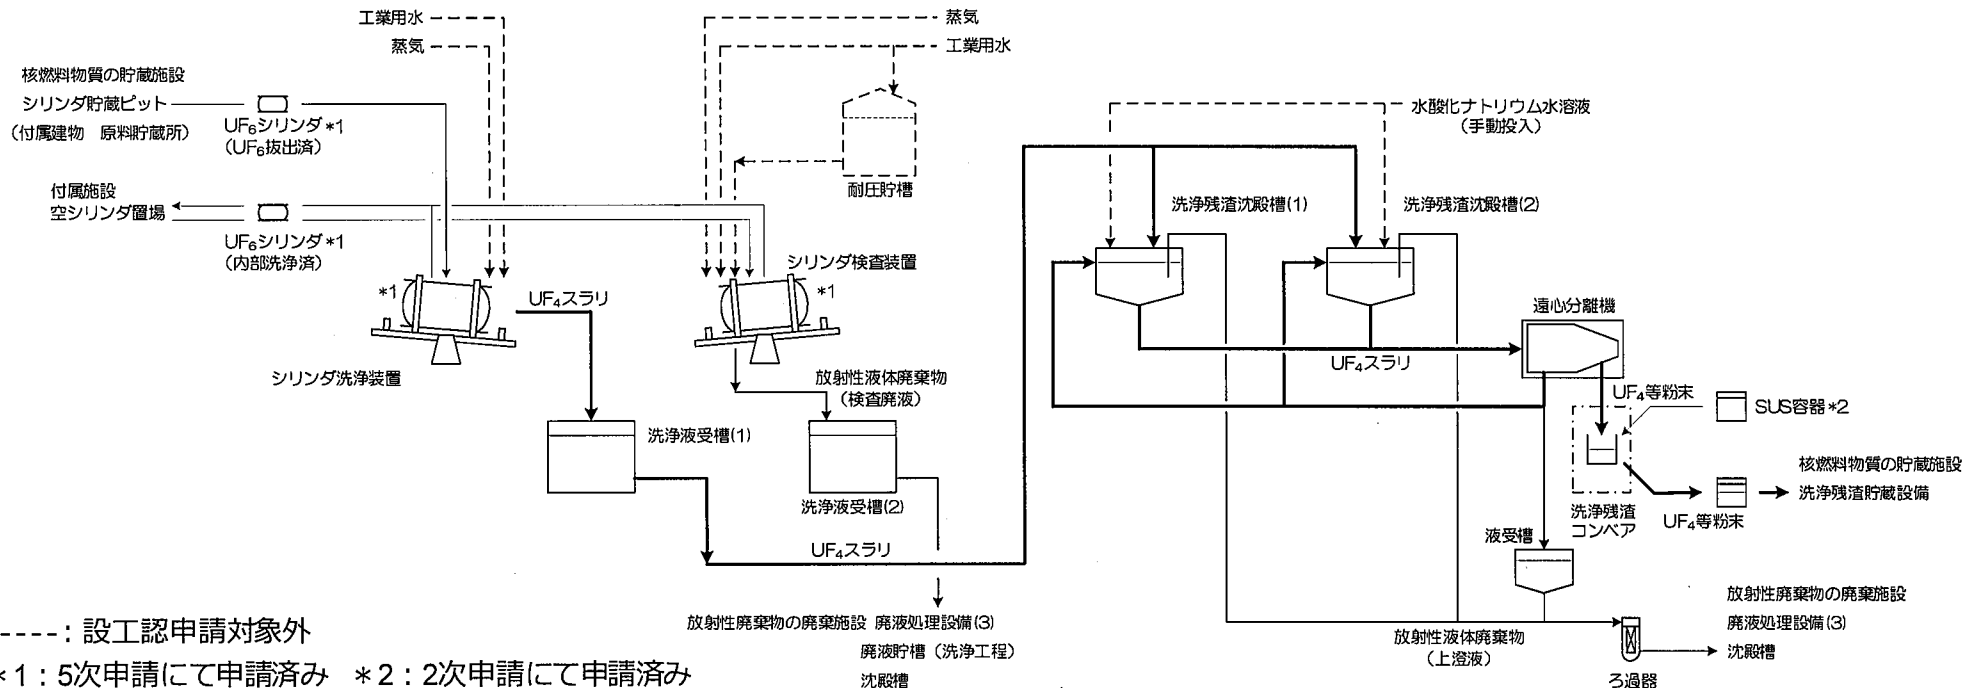 工業用水
蒸気
蒸気
工業用水
核燃料物質の貯蔵施設
シリンダ貯蔵ピット
(付属建物 原料貯蔵所)
UF₆シリンダ*1
(UF₆抜出済)
付属施設
空シリンダ置場
UF₆シリンダ*1
(内部洗浄済)
耐圧貯槽
水酸化ナトリウム水溶液
(手動投入)
洗浄残渣沈殿槽(1)
洗浄残渣沈殿槽(2)
シリンダ検査装置
*1
*1
UF₄スラリ
シリンダ洗浄装置
放射性液体廃棄物
(検査廃液)
遠心分離機
UF₄スラリ
UF₄等粉末
SUS容器*2
洗浄液受槽(1)
洗浄液受槽(2)
核燃料物質の貯蔵施設
洗浄残渣貯蔵設備
洗浄残渣
コンベア
UF₄等粉末
UF₄スラリ
液受槽
放射性廃棄物の廃棄施設 廃液処理設備(3)
廃液貯槽(洗浄工程)
沈殿槽
放射性液体廃棄物
(上澄液)
放射性廃棄物の廃棄施設
廃液処理設備(3)
沈殿槽
ろ過器
----:設工認申請対象外
*1:5次申請にて申請済み *2:2次申請にて申請済み